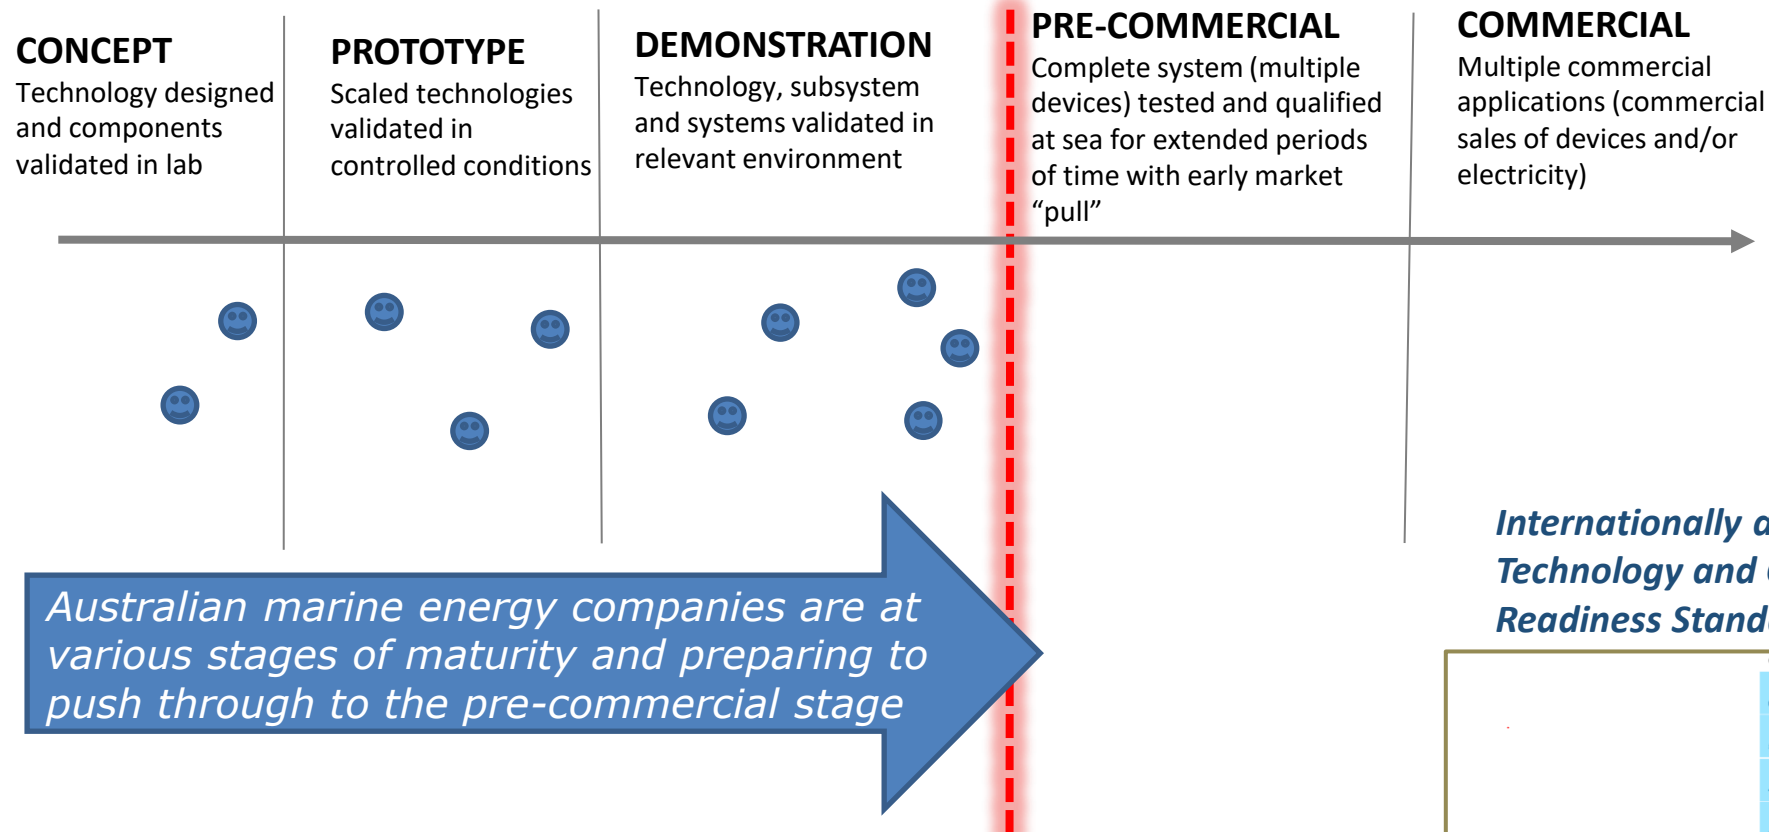 CONCEPT
Technology designed
and components
validated in lab
PROTOTYPE
Scaled technologies
validated in
controlled conditions
DEMONSTRATION
Technology, subsystem
and systems validated in
relevant environment
PRE-COMMERCIAL
Complete system (multiple
devices) tested and qualified
at sea for extended periods
of time with early market
“pull”
COMMERCIAL
Multiple commercial
applications (commercial
sales of devices and/or
electricity)
Australian marine energy companies are at
various stages of maturity and preparing to
push through to the pre-commercial stage
Internationally
Technology and
Readiness